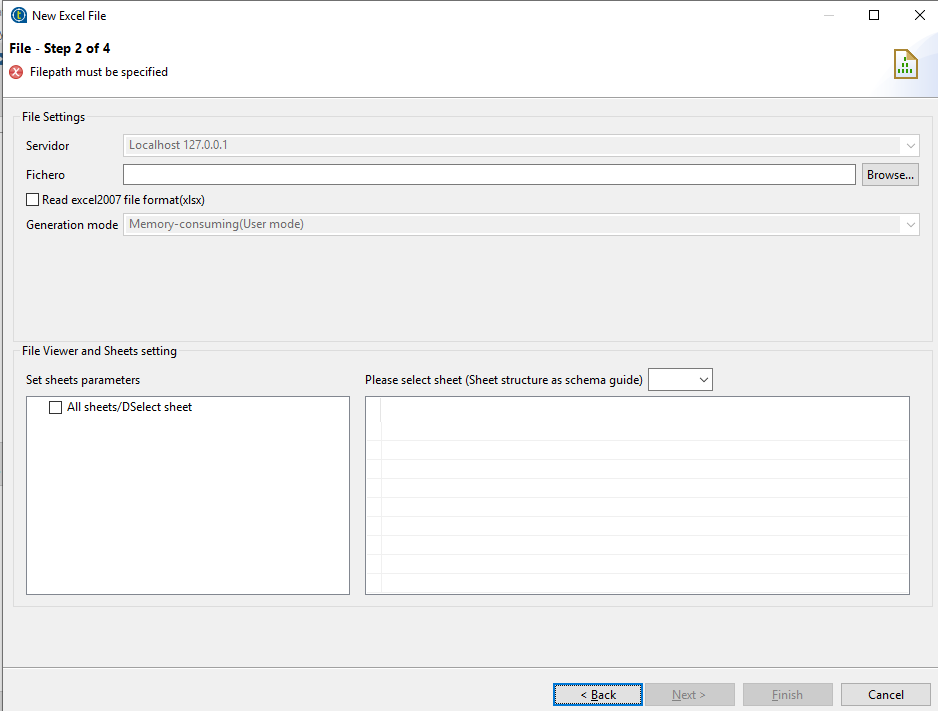 New Excel File
File - Step 2 of 4
Filepath must be specified
File Settings
Servidor
Localhost 127.0.0.1
Fichero
Browse...
Read excel2007 file format(xlsx)
Generation mode
Memory-consuming(User mode)
File Viewer and Sheets setting
Set sheets parameters
Please select sheet (Sheet structure as schema guide)
All sheets/DSelect sheet
< Back
Next >
Finish
Cancel